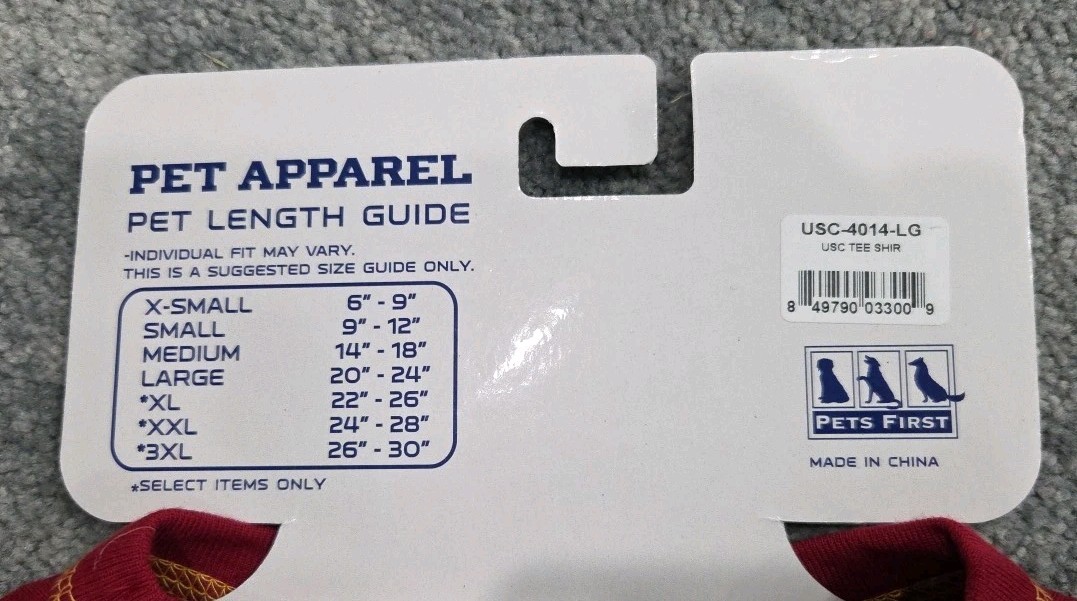 PET APPAREL
PET LENGTH GUIDE
-INDIVIDUAL FIT MAY VARY.
THIS IS A SUGGESTED SIZE GUIDE ONLY.
X-SMALL 6” - 9”
SMALL 9” - 12”
MEDIUM 14” - 18”
LARGE 20” - 24”
*XL 22” - 26”
*XXL 24” - 28”
*3XL 26” - 30”
*SELECT ITEMS ONLY
USC-4014-LG
USC TEE SHIR
8 49790 03300 9
PETS FIRST
MADE IN CHINA